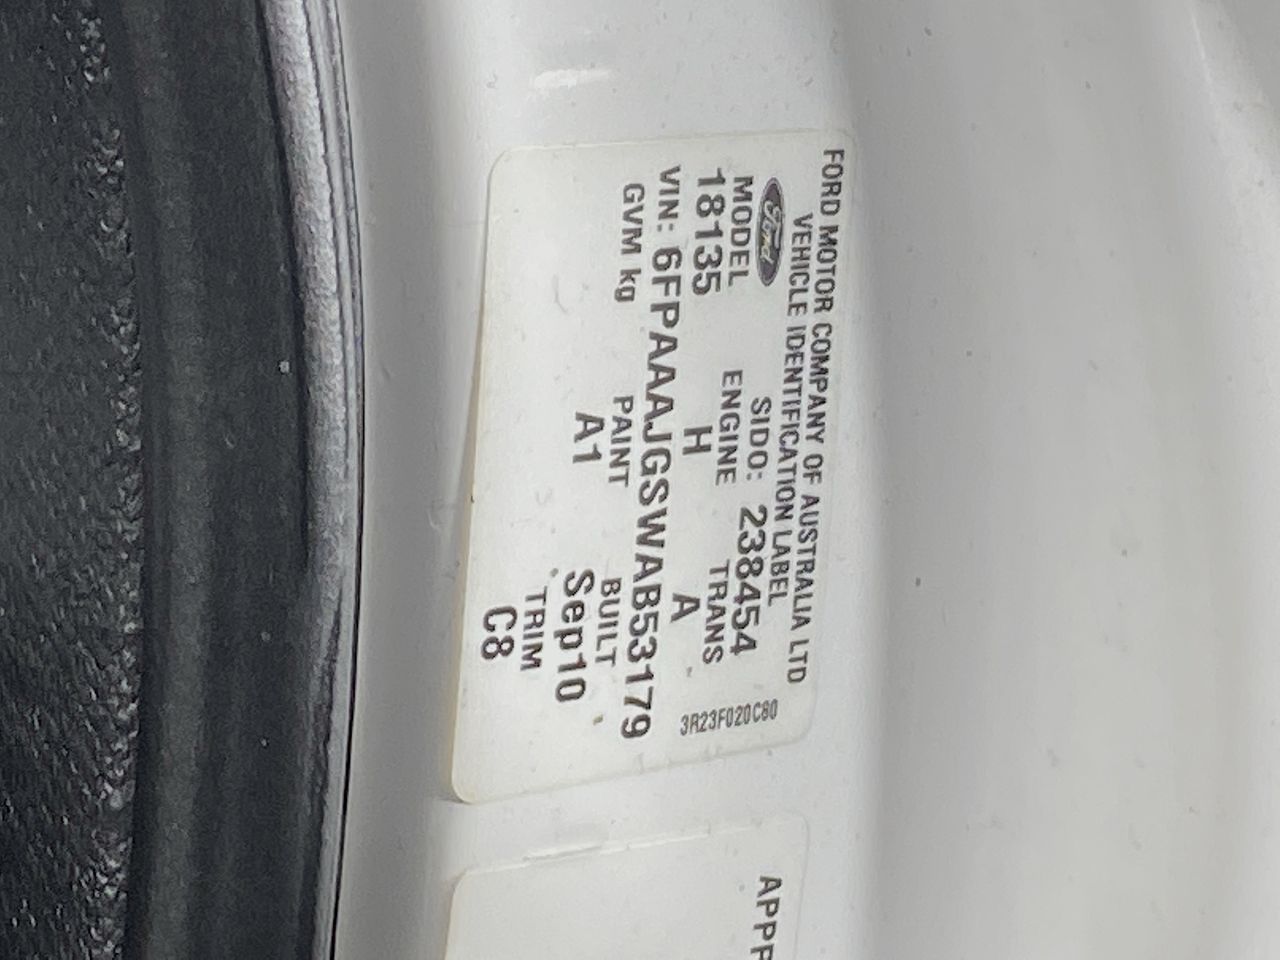 FORD MOTOR COMPANY OF AUSTRALIA LTD
VEHICLE IDENTIFICATION LABEL
Ford SIDO: 238454
MODEL ENGINE TRANS
18135 H A
3R23F020C80
VIN: 6FPAAAJGSWAB53179
GVM kg PAINT BUILT
A1 Sep10
TRIM
C8
APPR